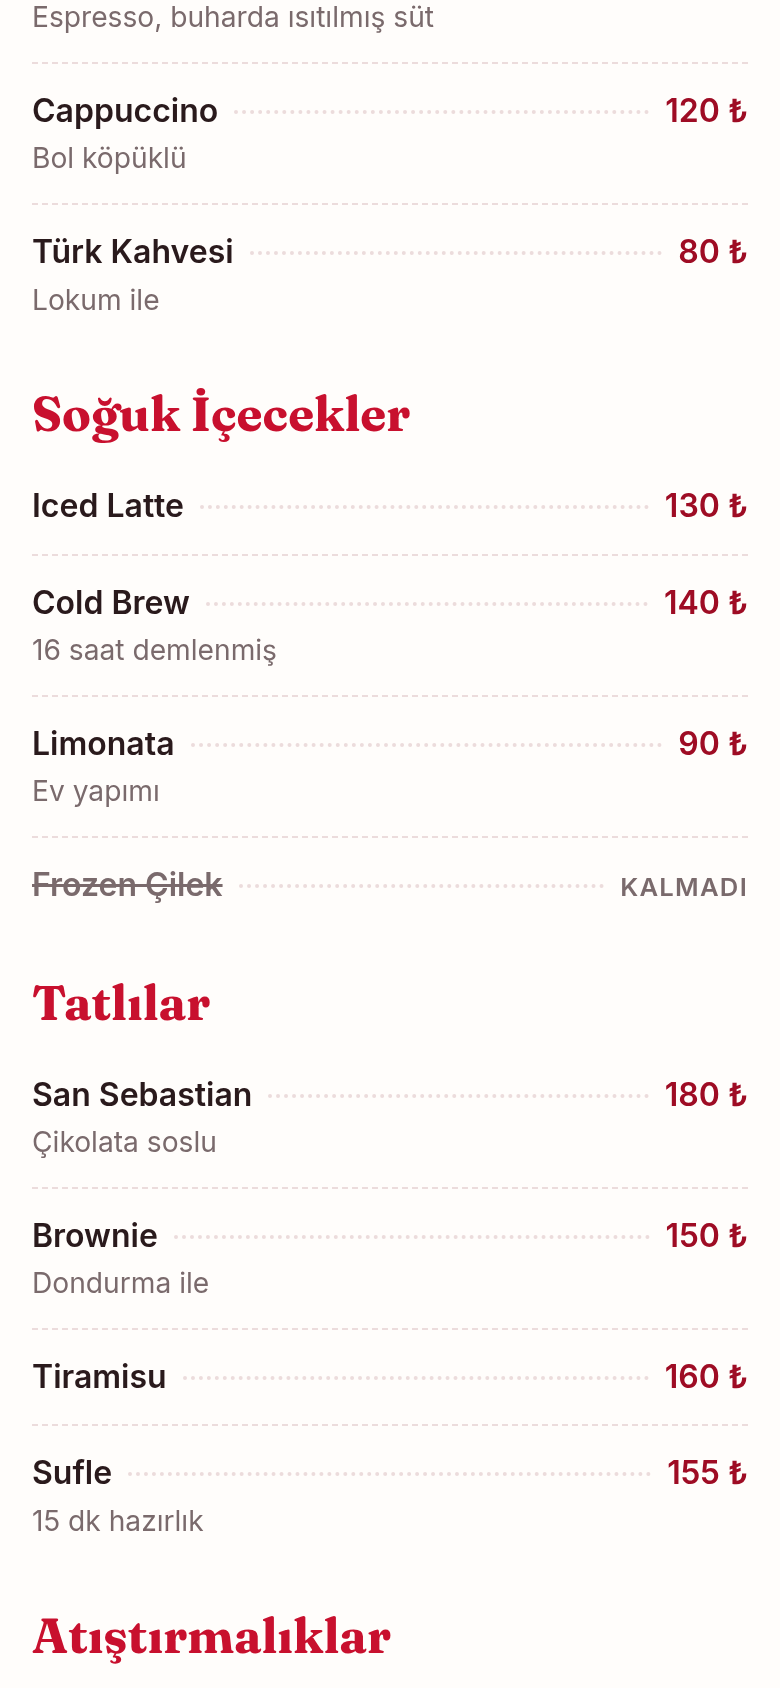 Espresso, buharda ısıtılmış süt
Cappuccino 120 ₺
Bol köpüklü
Türk Kahvesi 80 ₺
Lokum ile
Soğuk İçecekler
Iced Latte 130 ₺
Cold Brew 140 ₺
16 saat demlenmiş
Limonata 90 ₺
Ev yapımı
Frozen Çilek KALMADI
Tatlılar
San Sebastian 180 ₺
Çikolata soslu
Brownie 150 ₺
Dondurma ile
Tiramisu 160 ₺
Sufle 155 ₺
15 dk hazırlık
Atıştırmalıklar